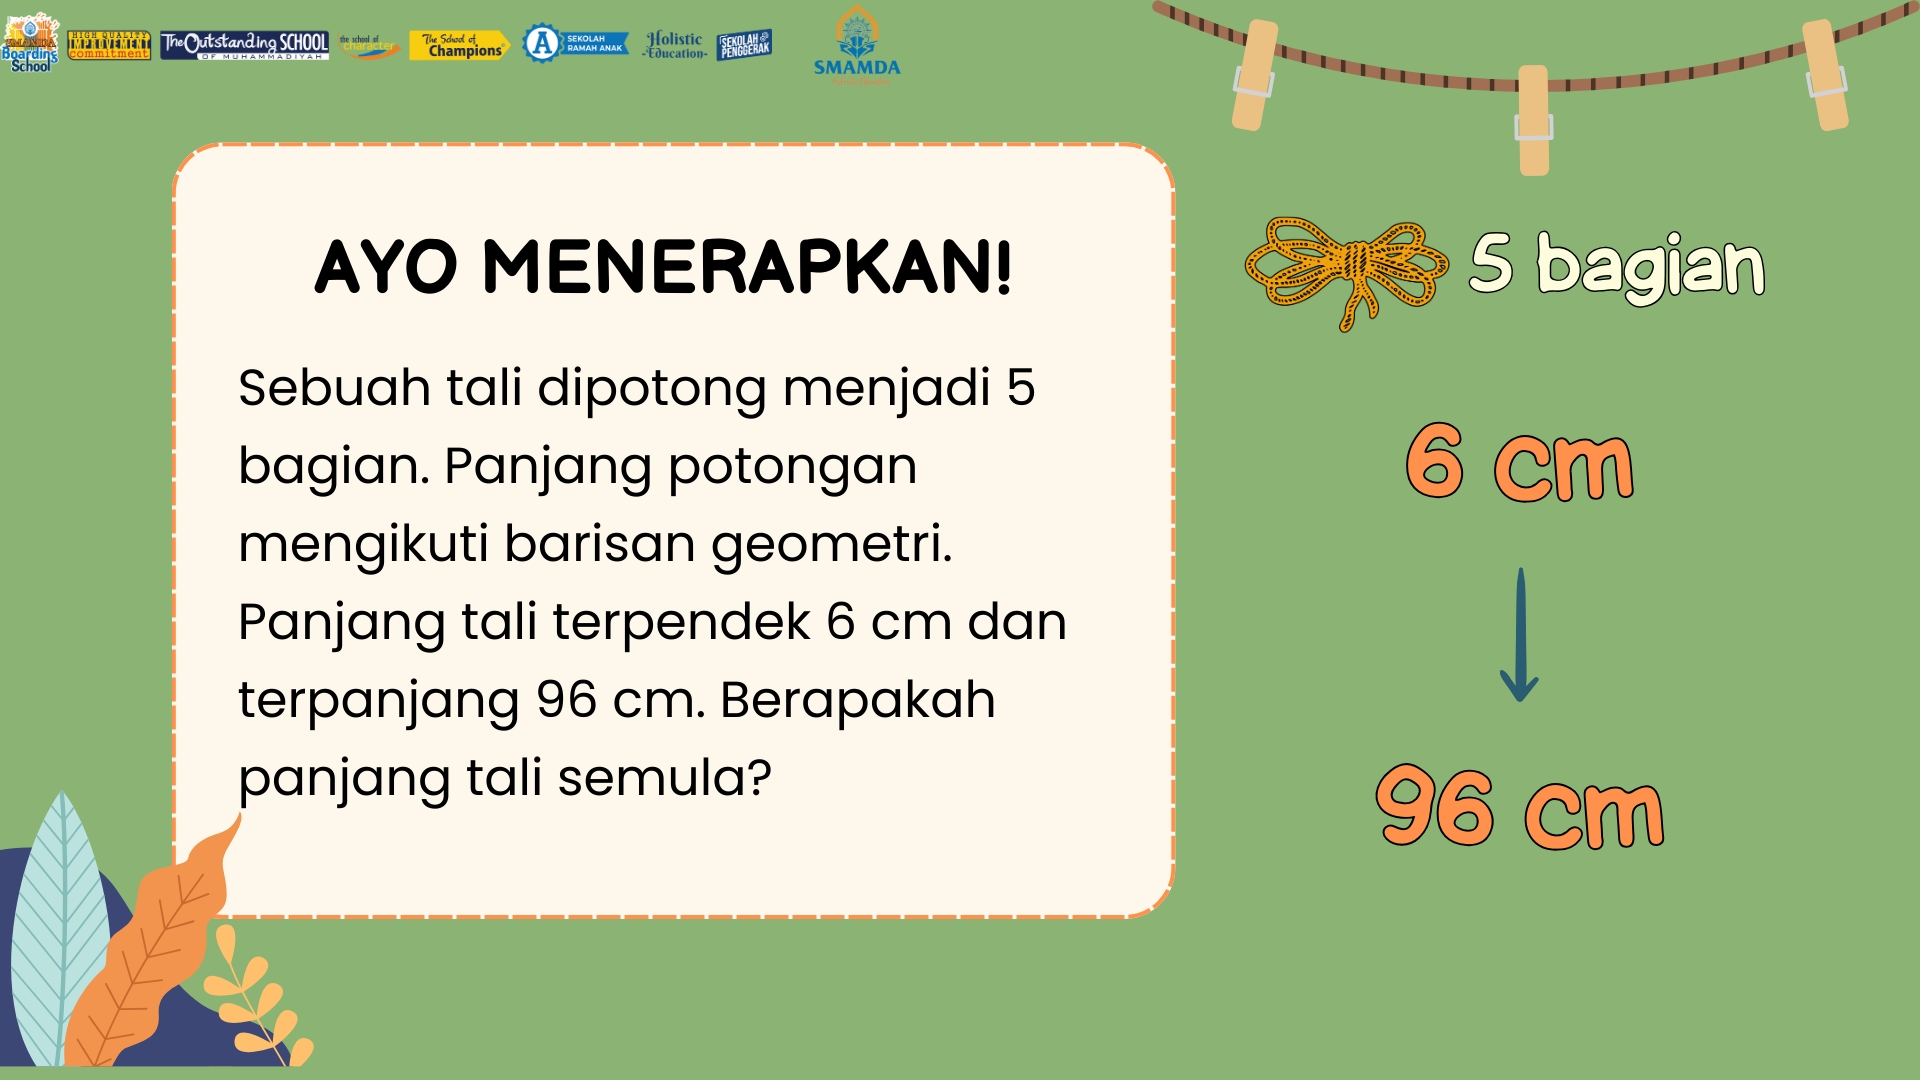 SMAMDA
Boarding
School
HIGH QUALITY
IMPROVEMENT
commitment
The Outstanding SCHOOL
OF MUHAMMADIYAH
the school of
character
The School of
Champions
A
SEKOLAH
RAMAH ANAK
Holistic
-Education-
SEKOLAH
PENGGERAK
SMAMDA
AYO MENERAPKAN!
Sebuah tali dipotong menjadi 5
bagian. Panjang potongan
mengikuti barisan geometri.
Panjang tali terpendek 6 cm dan
terpanjang 96 cm. Berapakah
panjang tali semula?
5 bagian
6 cm
96 cm